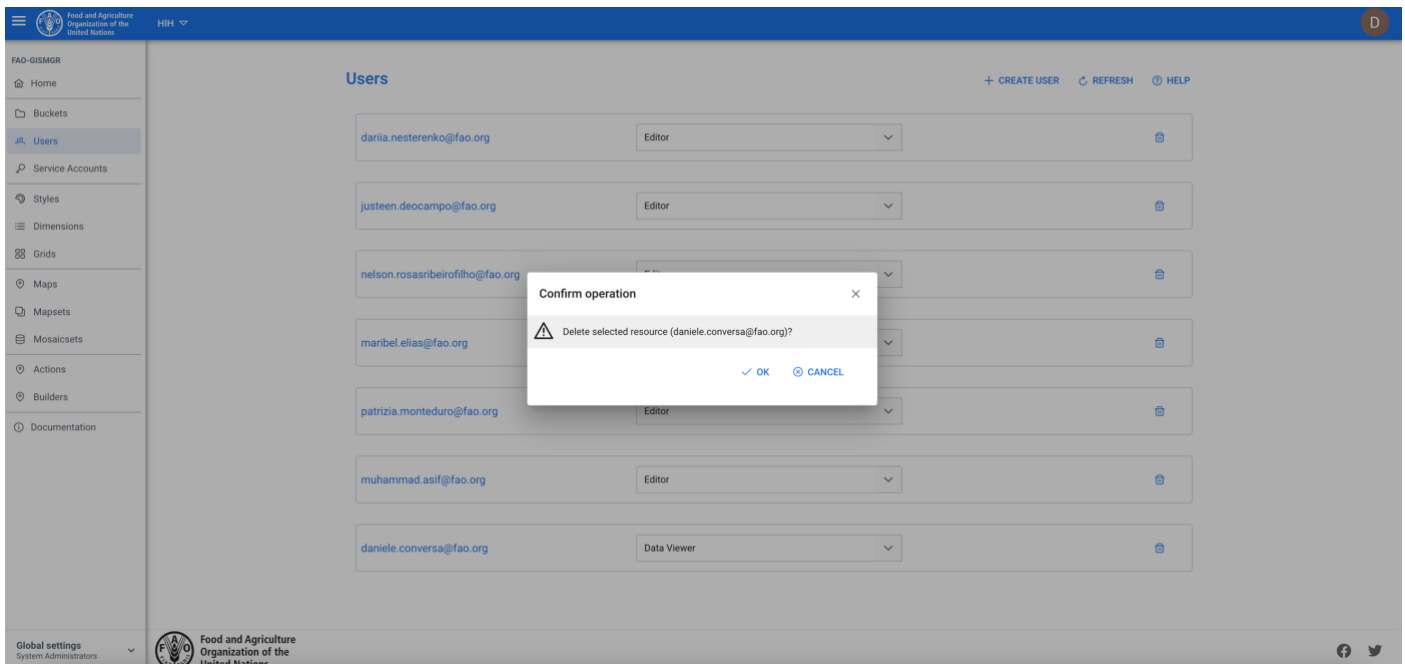 Food and Agriculture
Organization of the
United Nations
HIH
D
FAO-GISMGR
Home
Buckets
Users
Service Accounts
Styles
Dimensions
Grids
Maps
Mapsets
Mosaicsets
Actions
Builders
Documentation
Global settings
System Administrators
Users
CREATE USER
REFRESH
HELP
dariia.nesterenko@fao.org
Editor
justeen.deocampo@fao.org
Editor
nelson.rosasribeirofilho@fao.org
maribel.elias@fao.org
patrizia.monteduro@fao.org
Editor
muhammad.asif@fao.org
Editor
daniele.conversa@fao.org
Data Viewer
Confirm operation
Delete selected resource (daniele.conversa@fao.org)?
OK
CANCEL
Food and Agriculture
Organization of the
United Nations